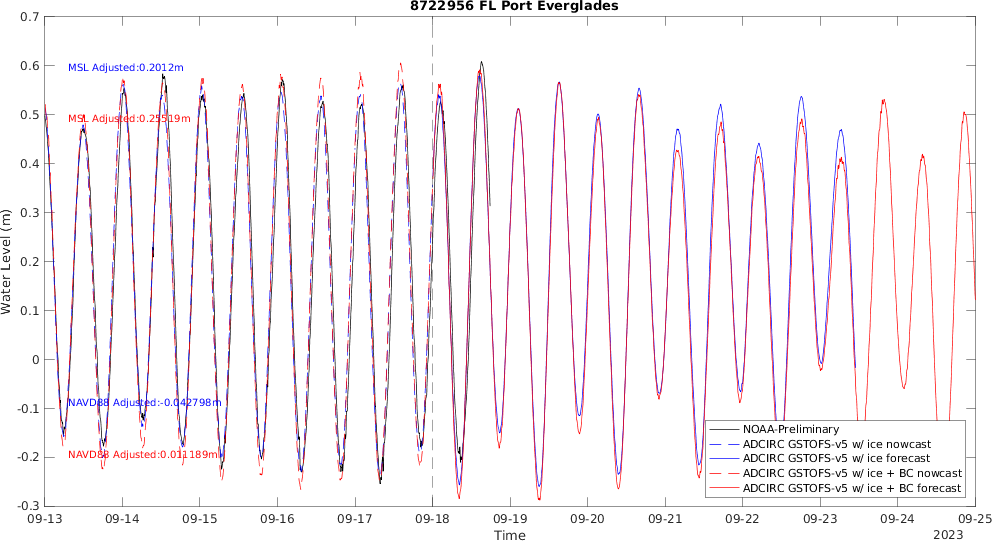 8722956 FL Port Everglades
0.7
0.6
0.5
0.4
0.3
0.2
0.1
0
-0.1
-0.2
-0.3
Water Level (m)
MSL Adjusted:0.2012m
MSL Adjusted:0.25519m
NAVD88 Adjusted:-0.042798m
NAVD88 Adjusted:0.011189m
NOAA-Preliminary
ADCIRC GSTOFS-v5 w/ ice nowcast
ADCIRC GSTOFS-v5 w/ ice forecast
ADCIRC GSTOFS-v5 w/ ice + BC nowcast
ADCIRC GSTOFS-v5 w/ ice + BC forecast
09-13 09-14 09-15 09-16 09-17 09-18 09-19 09-20 09-21 09-22 09-23 09-24 09-25
Time
2023